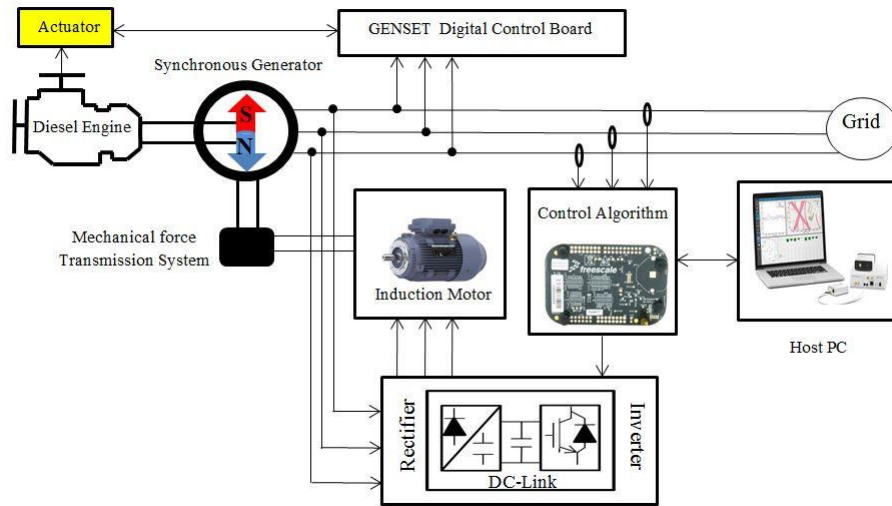 Actuator
GENSET Digital Control Board
Synchronous Generator
Diesel Engine
S
N
Grid
Mechanical force
Transmission System
Control Algorithm
freescale
Induction Motor
Host PC
Rectifier
Inverter
DC-Link